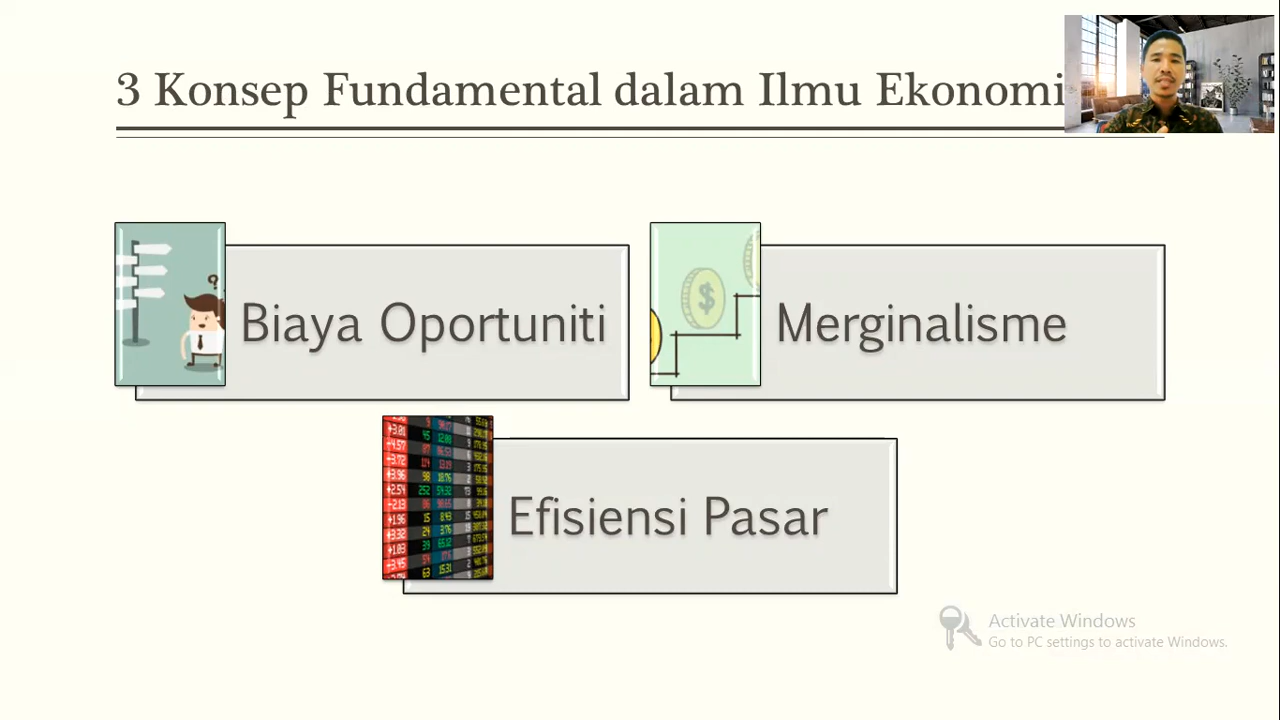 3 Konsep Fundamental dalam Ilmu Ekonomi
Biaya Oportuniti
Merginalisme
Efisiensi Pasar
Activate Windows
Go to PC settings to activate Windows.